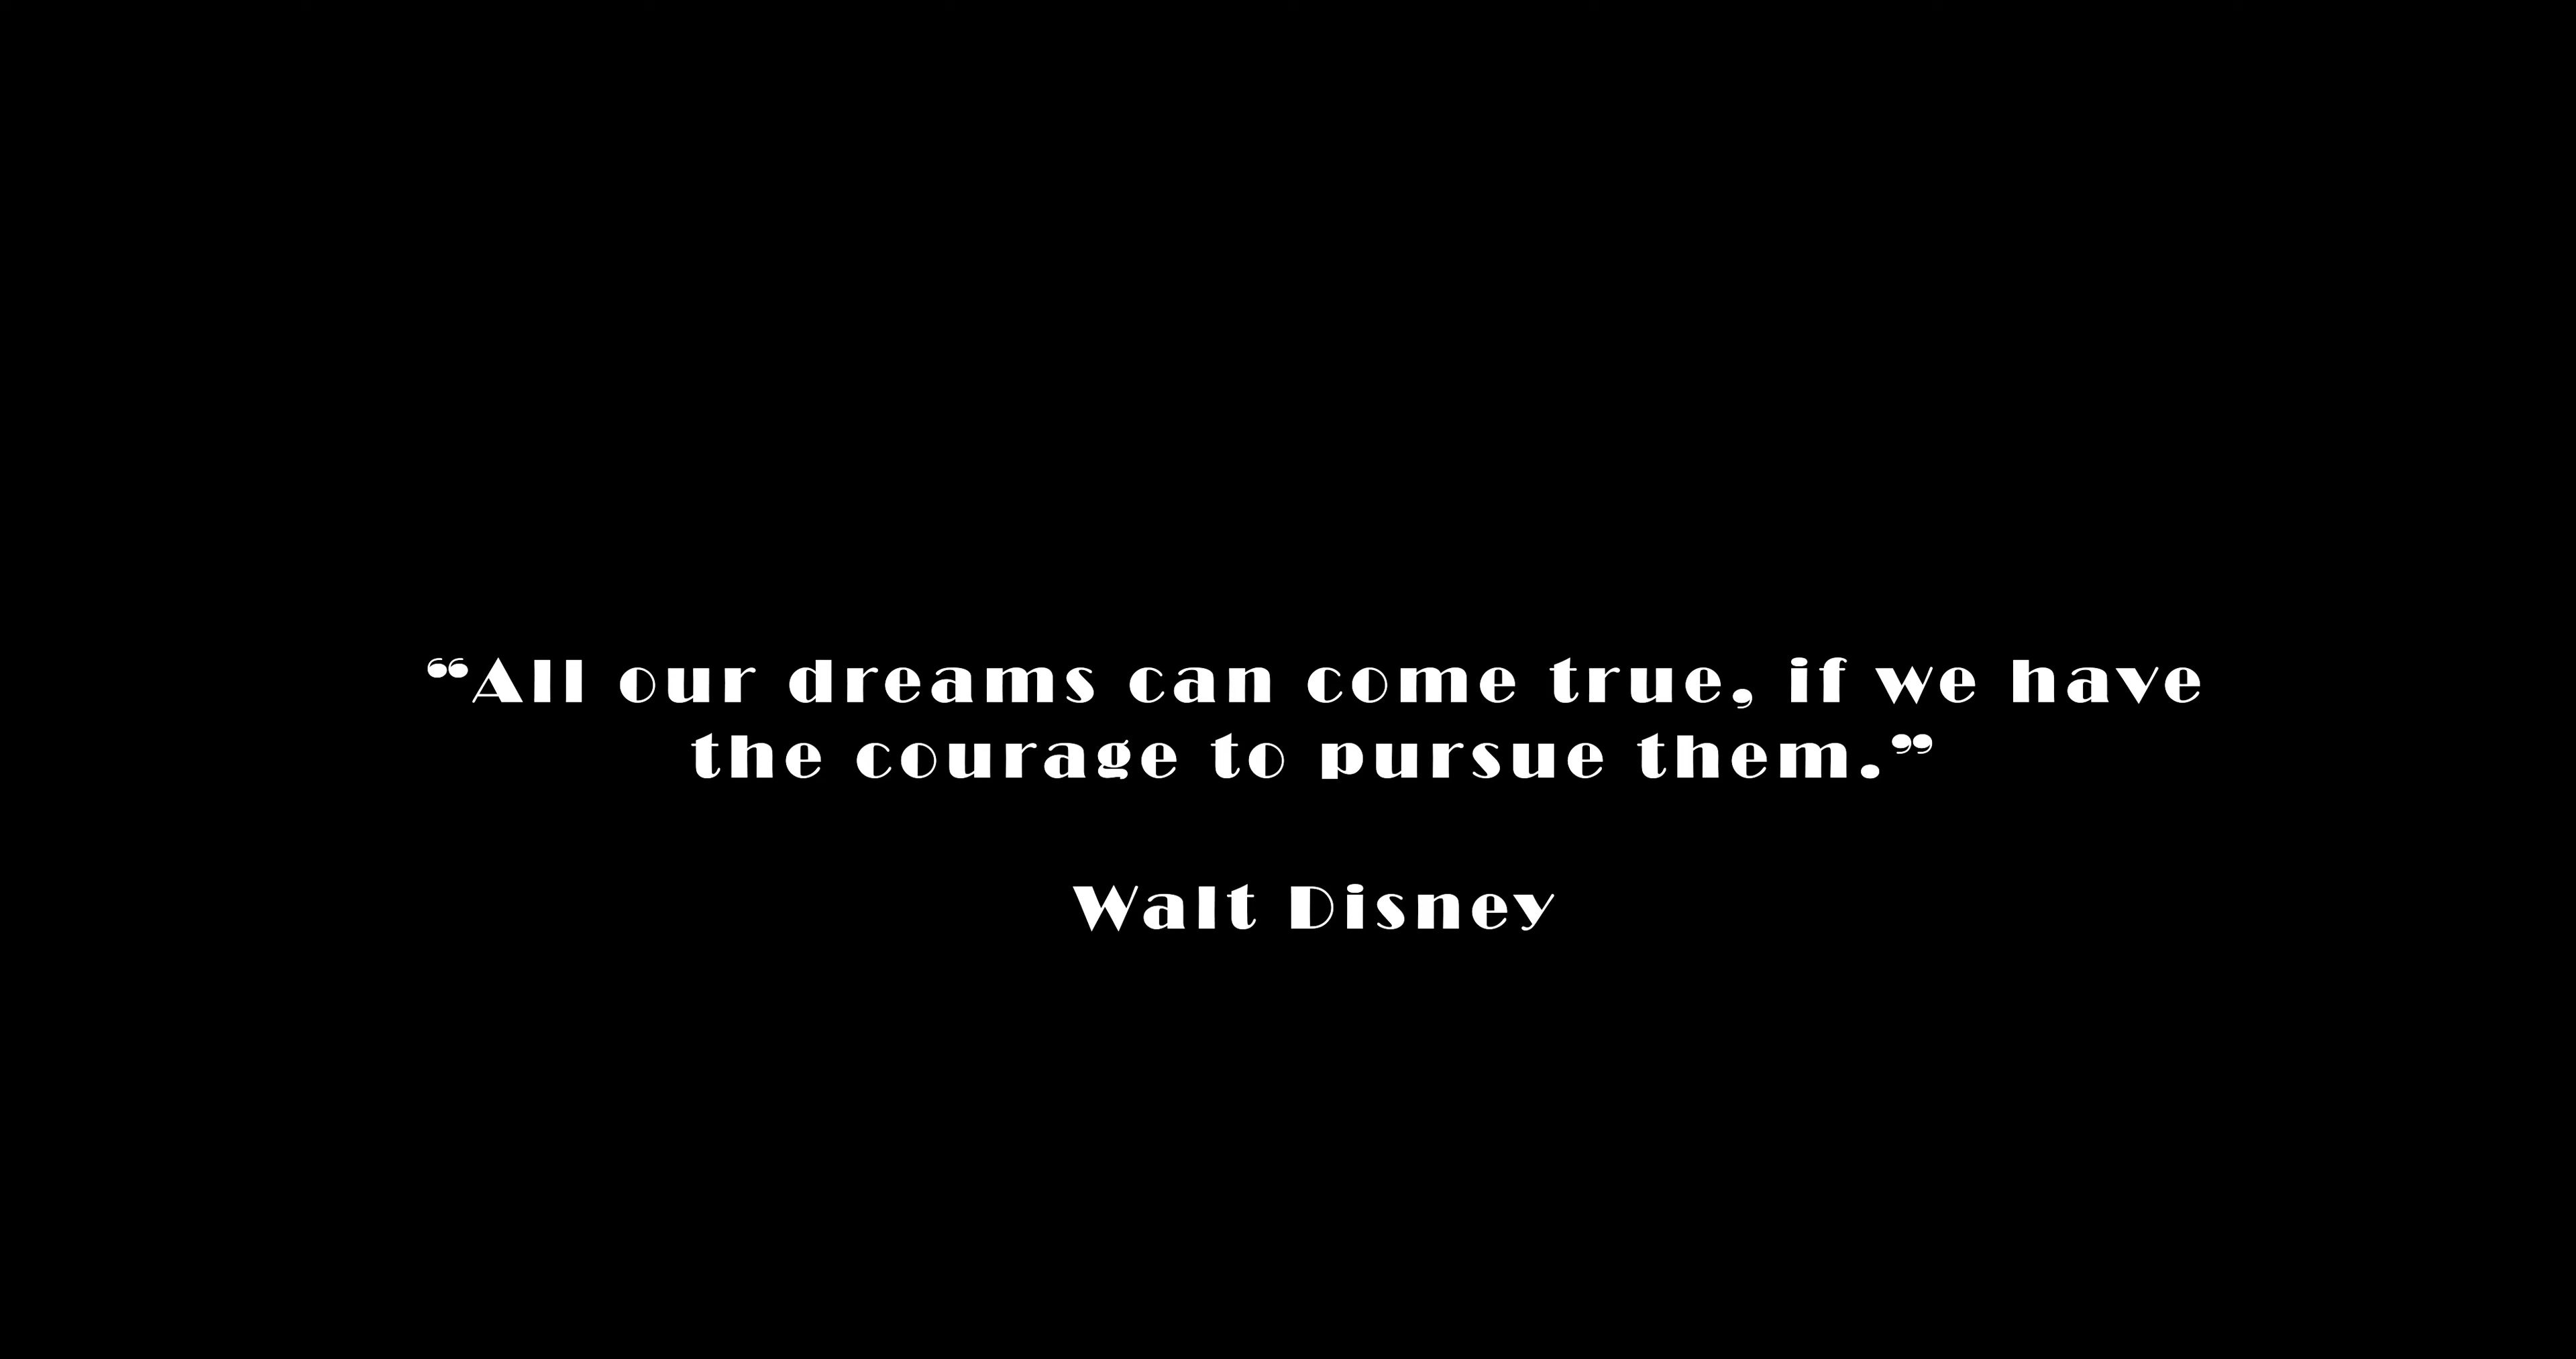 “All our dreams can come true, if we have
the courage to pursue them.”
Walt Disney